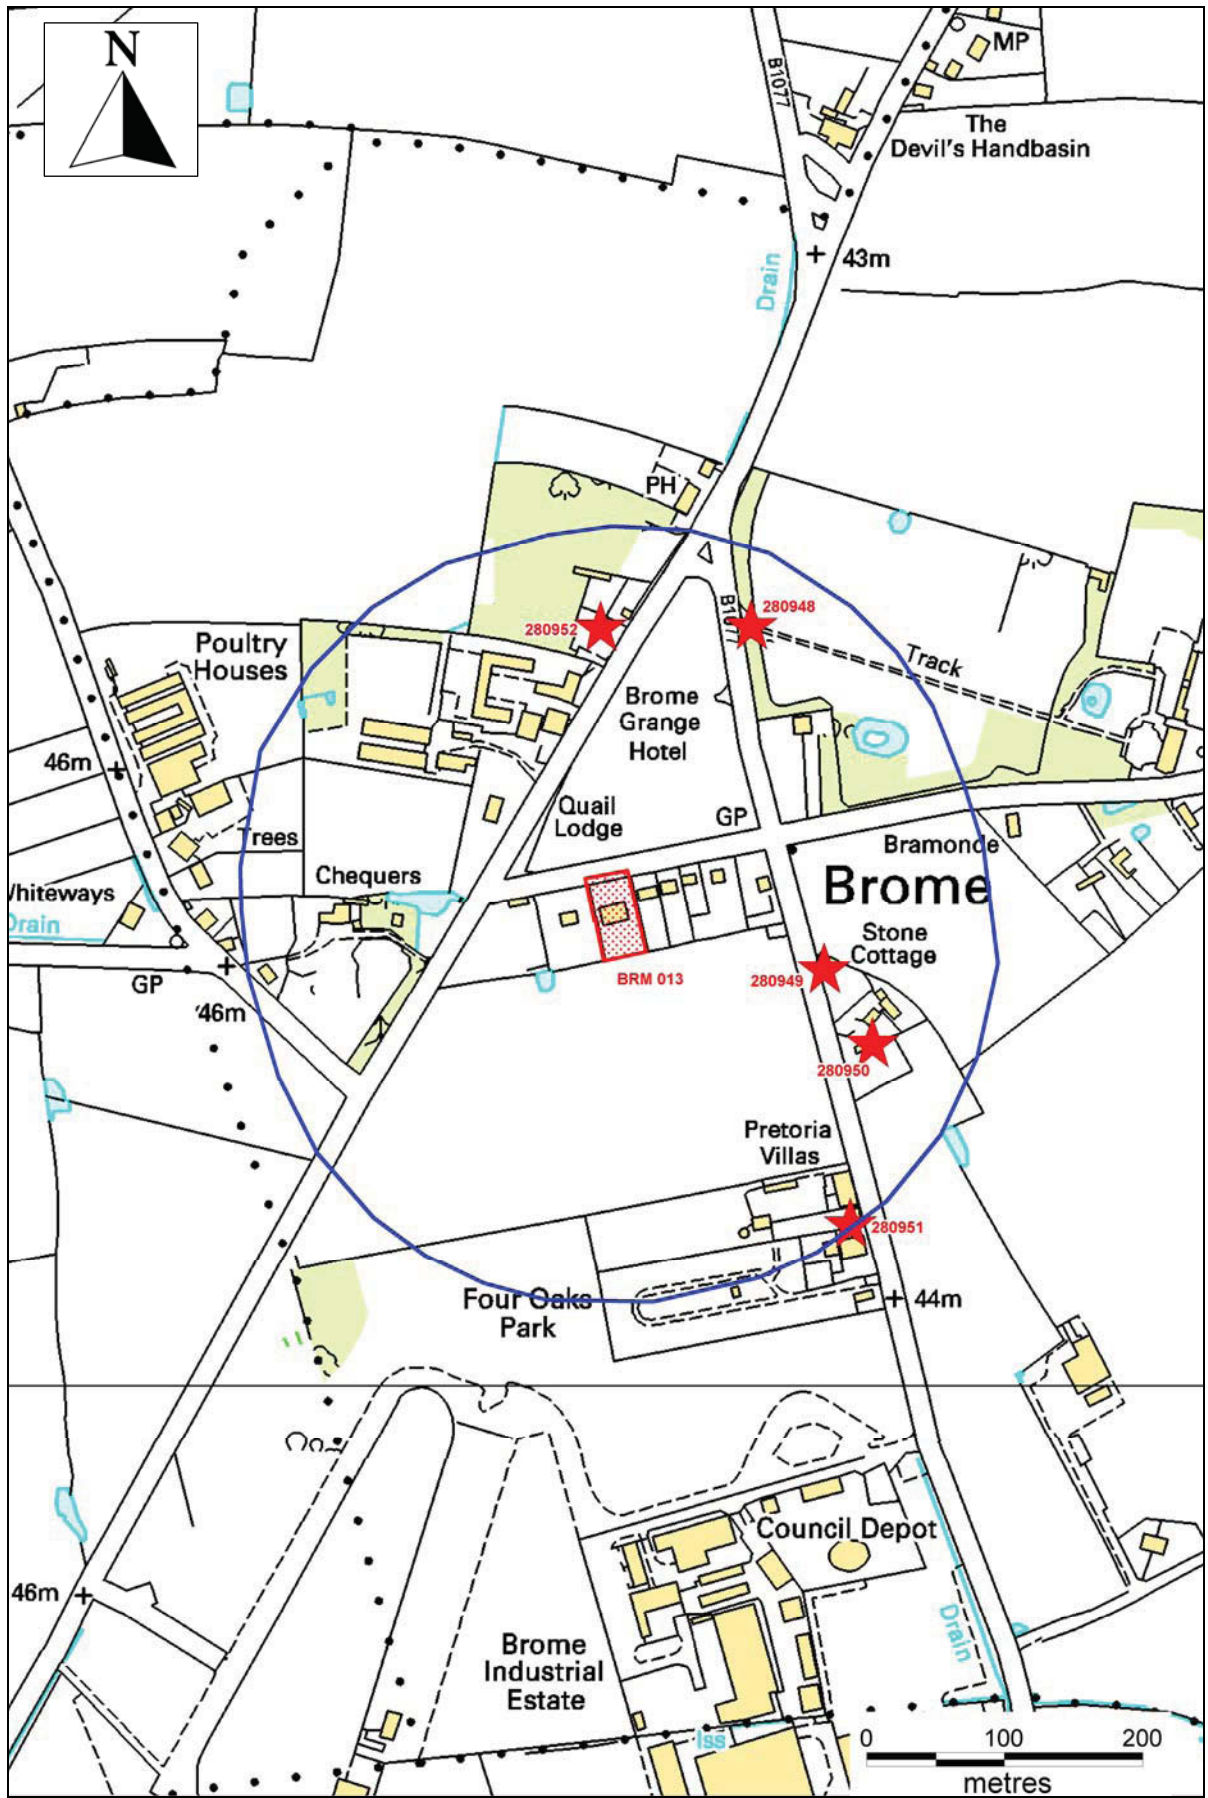 N
B1077
MP
The
Devil's Handbasin
Drain
43m
PH
280952
B1077
280948
Track
Poultry
Houses
Brome
Grange
Hotel
46m
Quail
Lodge
GP
Trees
Bramonde
Chequers
Whiteways
Drain
Brome
Stone
Cottage
BRM 013
280949
GP
46m
280950
Pretoria
Villas
280951
Four Oaks
Park
44m
Council Depot
46m
Drain
Brome
Industrial
Estate
Iss
0 100 200
metres